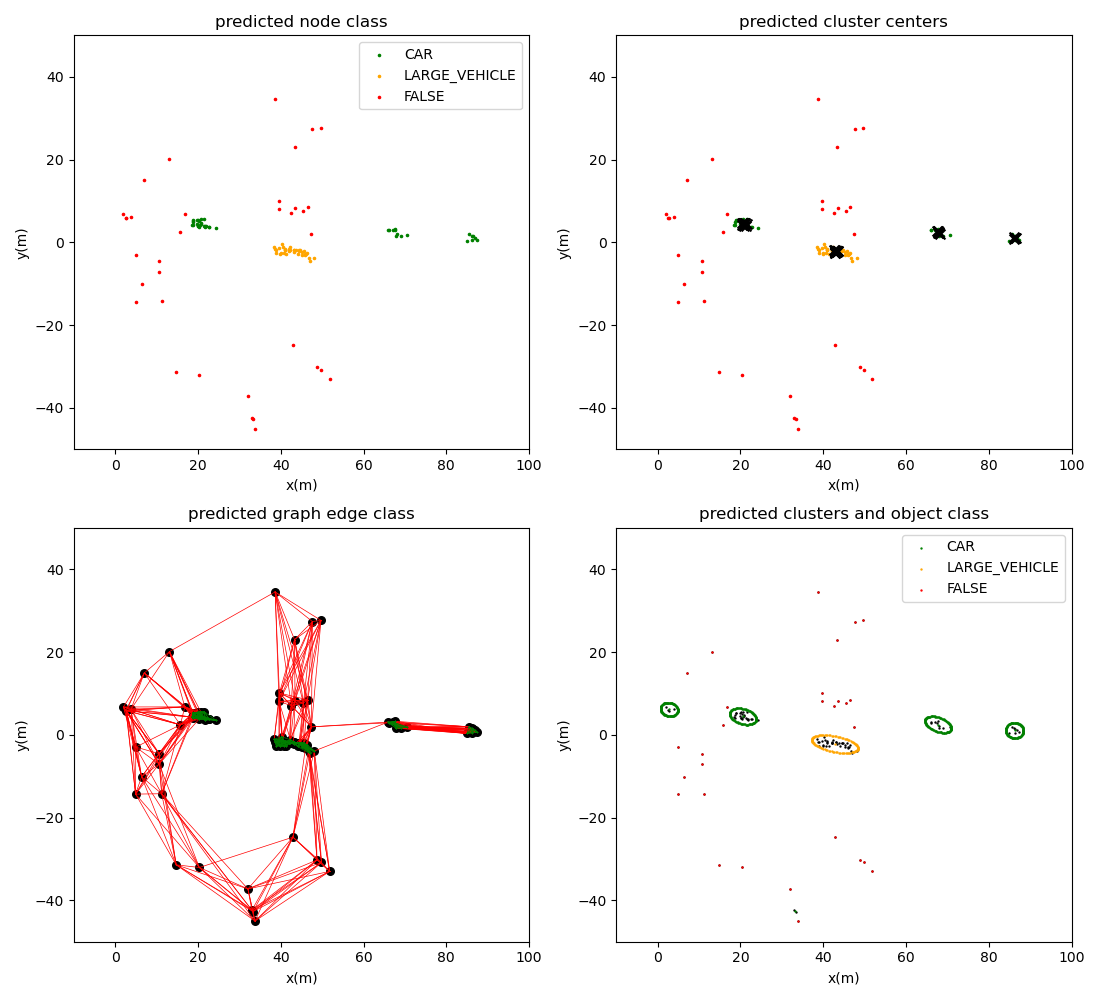 predicted node class
40
20
0
−20
−40
y(m)
CAR
LARGE_VEHICLE
FALSE
0 20 40 60 80 100
x(m)
predicted cluster centers
40
20
0
−20
−40
y(m)
0 20 40 60 80 100
x(m)
predicted graph edge class
40
20
0
−20
−40
y(m)
0 20 40 60 80 100
x(m)
predicted clusters and object class
40
20
0
−20
−40
y(m)
CAR
LARGE_VEHICLE
FALSE
0 20 40 60 80 100
x(m)